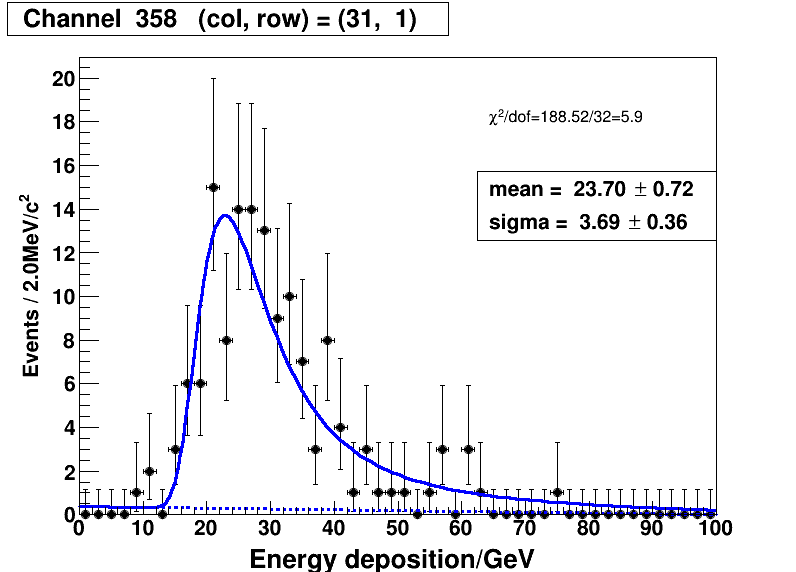 Channel 358 (col, row) = (31, 1)
χ²/dof=188.52/32=5.9
mean = 23.70 ± 0.72
sigma = 3.69 ± 0.36
Events / 2.0MeV/c²
20
18
16
14
12
10
8
6
4
2
0
0 10 20 30 40 50 60 70 80 90 100
Energy deposition/GeV